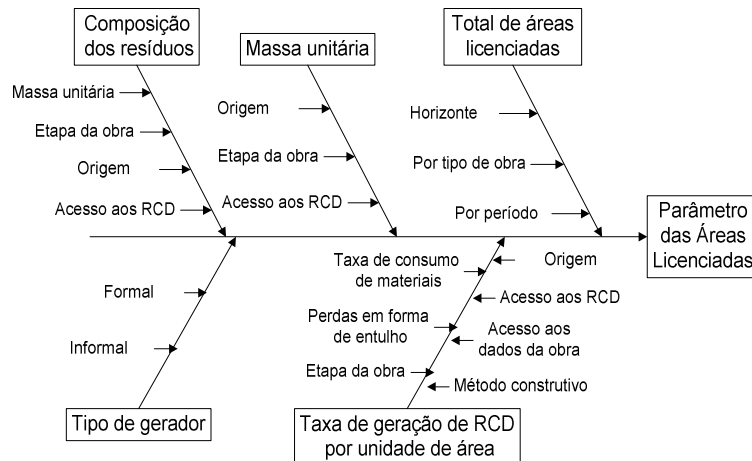 Composição
dos resíduos
Massa unitária
Total de áreas
licenciadas
Massa unitária
Etapa da obra
Origem
Acesso aos RCD
Origem
Etapa da obra
Acesso aos RCD
Horizonte
Por tipo de obra
Por período
Parâmetro
das Áreas
Licenciadas
Formal
Informal
Tipo de gerador
Taxa de consumo
de materiais
Perdas em forma
de entulho
Etapa da obra
Origem
Acesso aos RCD
Acesso aos
dados da obra
Método construtivo
Taxa de geração de RCD
por unidade de área